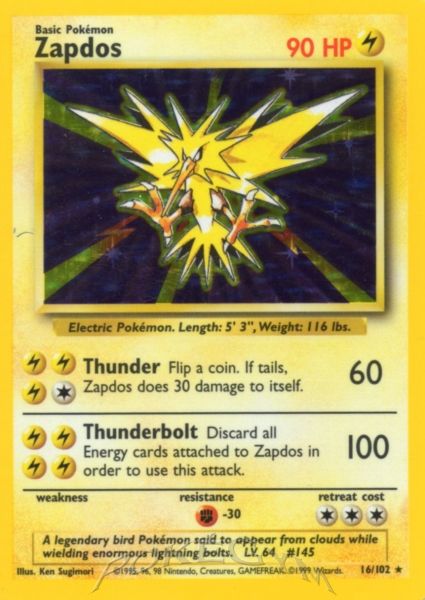 Basic Pokémon
Zapdos
90 HP
Electric Pokémon. Length: 5' 3", Weight: 116 lbs.
Thunder Flip a coin. If tails,
Zapdos does 30 damage to itself.
60
Thunderbolt Discard all
Energy cards attached to Zapdos in
order to use this attack.
100
weakness
resistance
retreat cost
-30
A legendary bird Pokémon said to appear from clouds while
wielding enormous lightning bolts. LV. 64 #145
Illus. Ken Sugimori ©1995, 96, 98 Nintendo, Creatures, GAMEFREAK. ©1999 Wizards. 16/102 ★